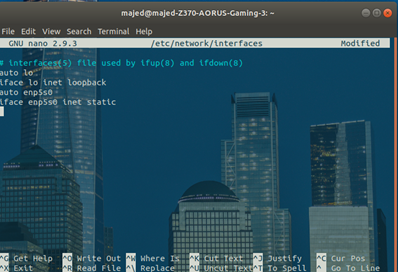 majed@majed-Z370-AORUS-Gaming-3: ~
File Edit View Search Terminal Help
GNU nano 2.9.3 /etc/network/interfaces Modified
# interfaces(5) file used by ifup(8) and ifdown(8)
auto lo
iface lo inet loopback
auto enp5s0
iface enp5s0 inet static
^G Get Help ^O Write Out ^W Where Is ^K Cut Text ^J Justify ^C Cur Pos
^X Exit ^R Read File ^\ Replace ^U Uncut Text ^T To Spell ^_ Go To Line